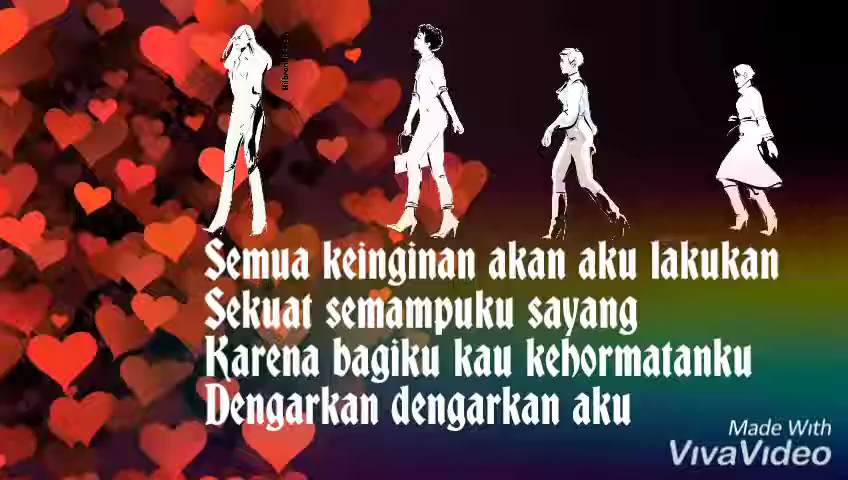 Semua keinginan akan aku lakukan
Sekuat semampuku sayang
Karena bagiku kau kehormatanku
Dengarkan dengarkan aku
Made With
VivaVideo